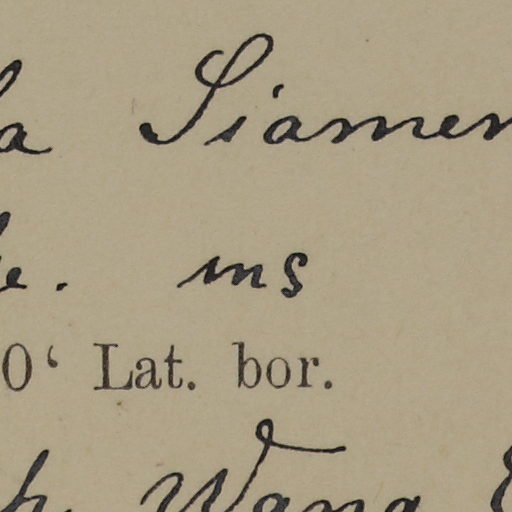 a Siamen
e. ms
0‘ Lat. bor.
Wang